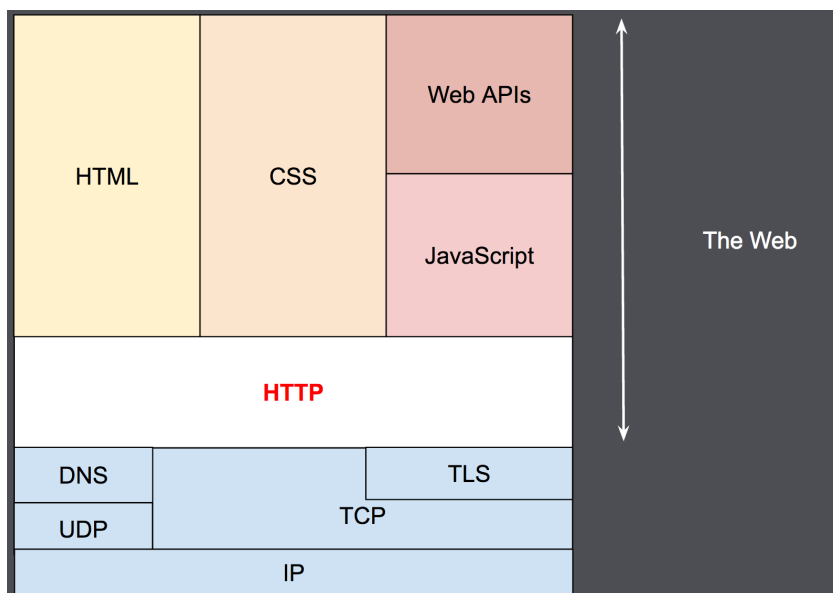 Web APIs
HTML
CSS
JavaScript
The Web
HTTP
DNS
TLS
TCP
UDP
IP